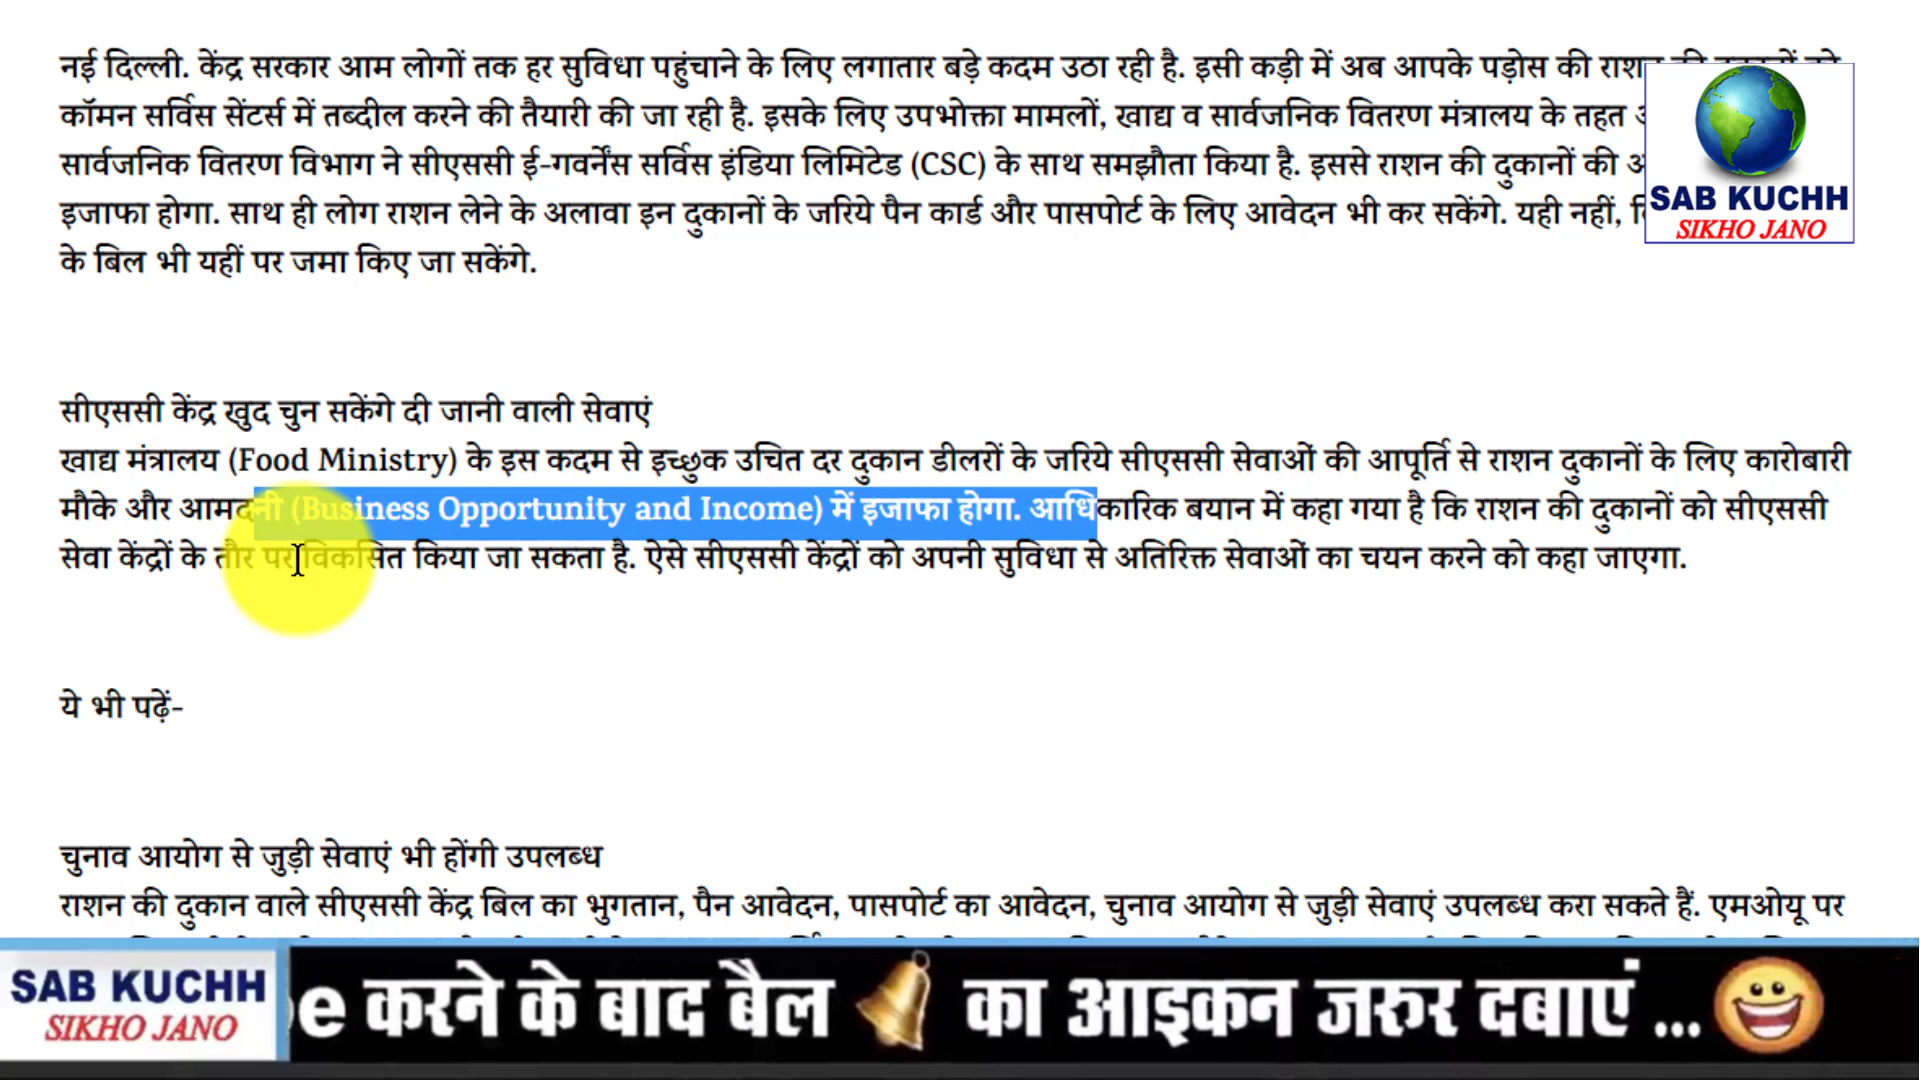 नई दिल्ली. केंद्र सरकार आम लोगों तक हर सुविधा पहुंचाने के लिए लगातार बड़े कदम उठा रही है. इसी कड़ी में अब आपके पड़ोस की
कॉमन सर्विस सेंटर्स में तब्दील करने की तैयारी की जा रही है. इसके लिए उपभोक्ता मामलों, खाद्य व सार्वजनिक वितरण मंत्रालय के तहत
सार्वजनिक वितरण विभाग ने सीएससी ई-गवर्नेंस सर्विस इंडिया लिमिटेड (CSC) के साथ समझौता किया है. इससे राशन की दुकानों की
इजाफा होगा. साथ ही लोग राशन लेने के अलावा इन दुकानों के जरिये पैन कार्ड और पासपोर्ट के लिए आवेदन भी कर सकेंगे. यही नहीं,
के बिल भी यहीं पर जमा किए जा सकेंगे.
SAB KUCHH
SIKHO JANO
सीएससी केंद्र खुद चुन सकेंगे दी जानी वाली सेवाएं
खाद्य मंत्रालय (Food Ministry) के इस कदम से इच्छुक उचित दर दुकान डीलरों के जरिये सीएससी सेवाओं की आपूर्ति से राशन दुकानों के लिए कारोबारी
मौके और आमदनी (Business Opportunity and Income) में इजाफा होगा. आधिकारिक बयान में कहा गया है कि राशन की दुकानों को सीएससी
सेवा केंद्रों के तौर पर विकसित किया जा सकता है. ऐसे सीएससी केंद्रों को अपनी सुविधा से अतिरिक्त सेवाओं का चयन करने को कहा जाएगा.
ये भी पढ़ें-
चुनाव आयोग से जुड़ी सेवाएं भी होंगी उपलब्ध
राशन की दुकान वाले सीएससी केंद्र बिल का भुगतान, पैन आवेदन, पासपोर्ट का आवेदन, चुनाव आयोग से जुड़ी सेवाएं उपलब्ध करा सकते हैं. एमओयू पर
SAB KUCHH
SIKHO JANO
करने के बाद बैल का आइकन जरुर दबाएं ...